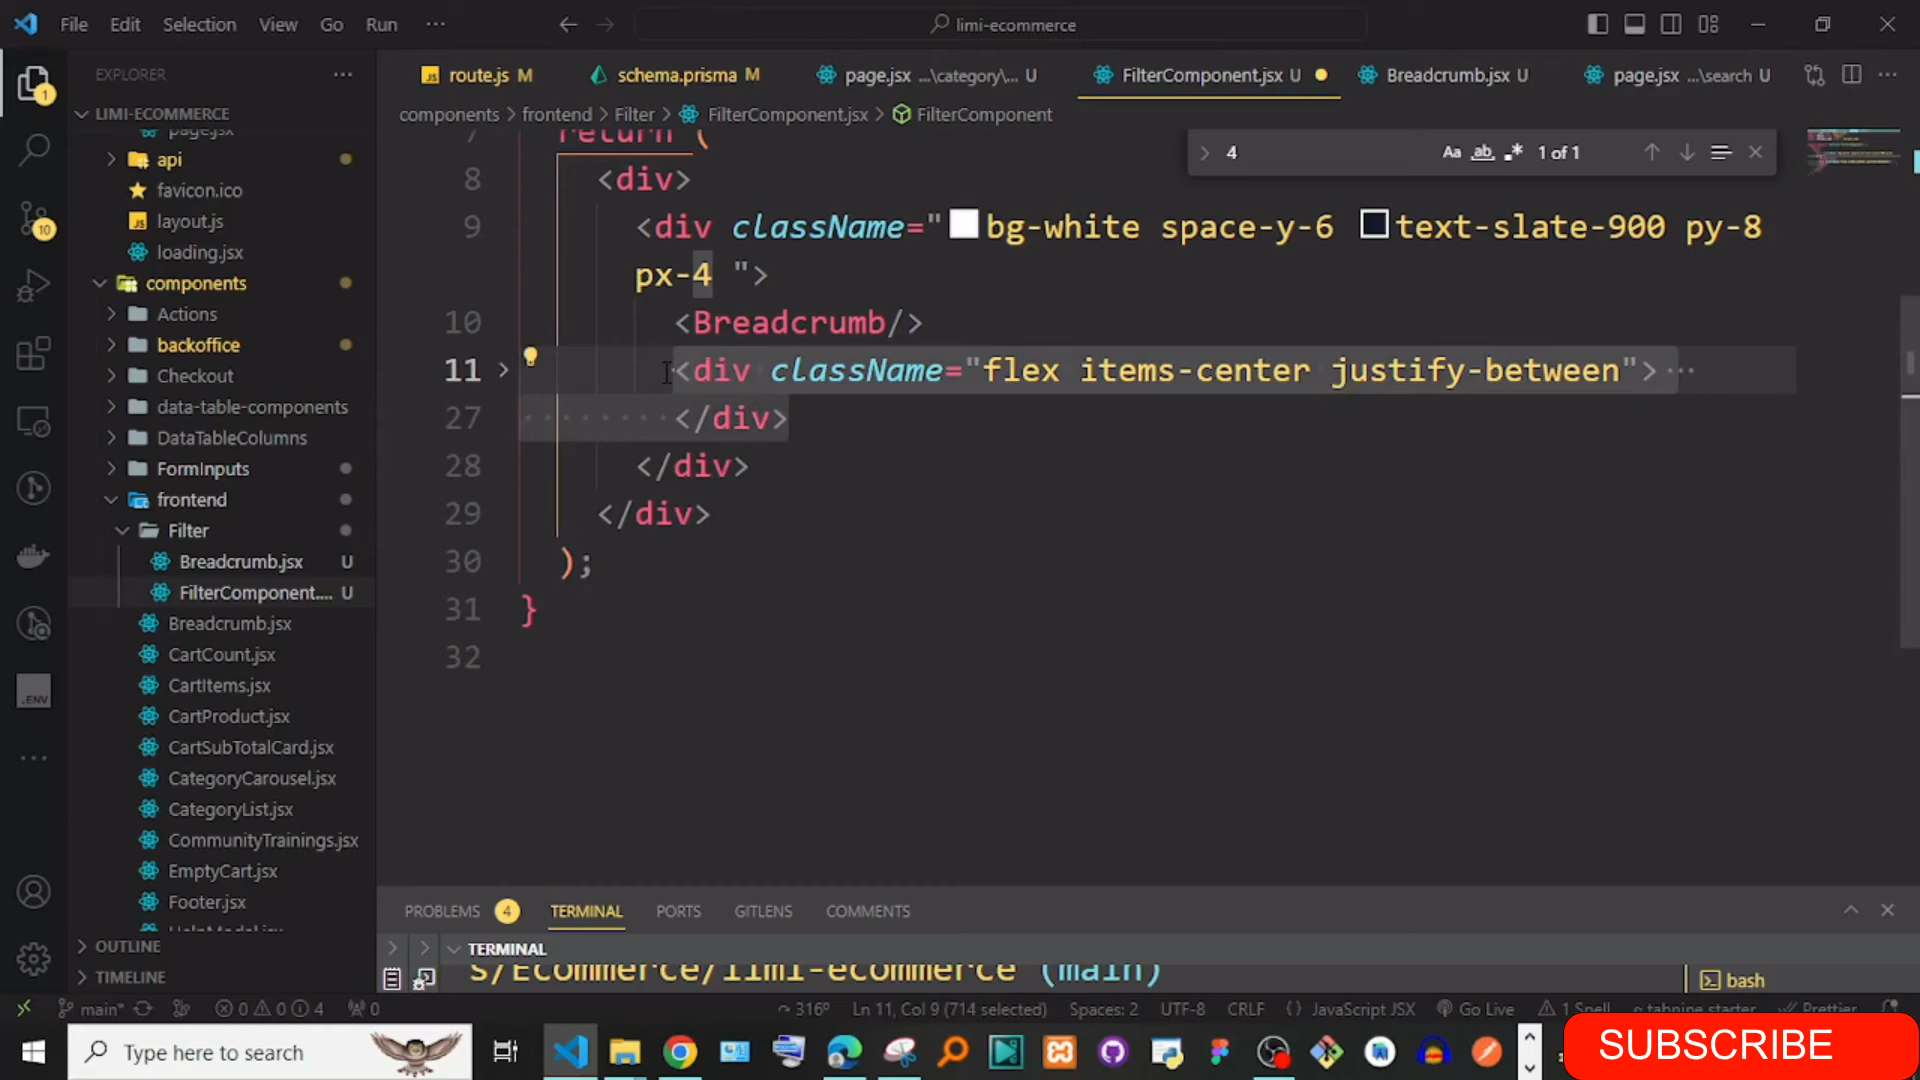 File Edit Selection View Go Run ··· limi-ecommerce
EXPLORER ···
route.js M schema.prisma M page.jsx ...\category\... U FilterComponent.jsx U Breadcrumb.jsx U page.jsx ...\search U ···
LIMI-ECOMMERCE
components > frontend > Filter > FilterComponent.jsx > FilterComponent
page.jsx
api
favicon.ico
layout.js
loading.jsx
components
Actions
backoffice
Checkout
data-table-components
DataTableColumns
FormInputs
frontend
Filter
Breadcrumb.jsx U
FilterComponent.... U
Breadcrumb.jsx
CartCount.jsx
CartItems.jsx
CartProduct.jsx
CartSubTotalCard.jsx
CategoryCarousel.jsx
CategoryList.jsx
CommunityTrainings.jsx
EmptyCart.jsx
Footer.jsx
HelpModal.jsx
OUTLINE
TIMELINE
1
10
.ENV
4 Aa ab 1 of 1
7 return (
8 <div>
9 <div className="bg-white space-y-6 text-slate-900 py-8
px-4 ">
10 <Breadcrumb/>
11 <div className="flex items-center justify-between"> ···
27 </div>
28 </div>
29 </div>
30 );
31 }
32
PROBLEMS 4 TERMINAL PORTS GITLENS COMMENTS
TERMINAL
s/Ecommerce/limi-ecommerce (main)
bash
main* 0 0 4 0 316° Ln 11, Col 9 (714 selected) Spaces: 2 UTF-8 CRLF {} JavaScript JSX Go Live 1 Spell tabnine starter Prettier
Type here to search
SUBSCRIBE